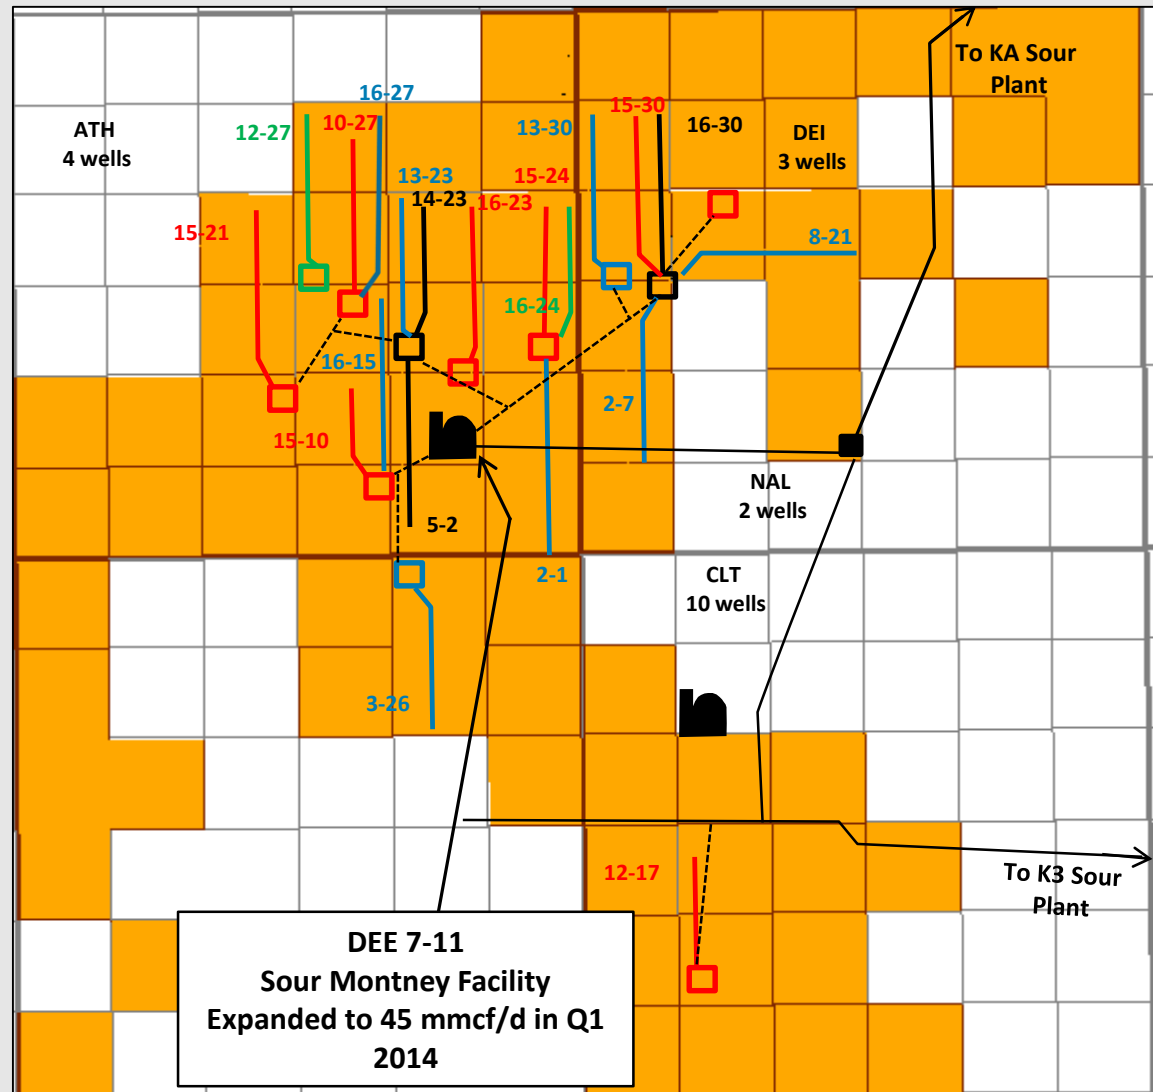 To KA Sour
Plant
16-27
15-30
ATH
4 wells
12-27
10-27
13-30
16-30
DEI
3 wells
13-23
15-24
14-23
16-23
15-21
8-21
16-24
16-15
2-7
15-10
NAL
2 wells
5-2
2-1
CLT
10 wells
3-26
12-17
To K3 Sour
Plant
DEE 7-11
Sour Montney Facility
Expanded to 45 mmcf/d in Q1
2014